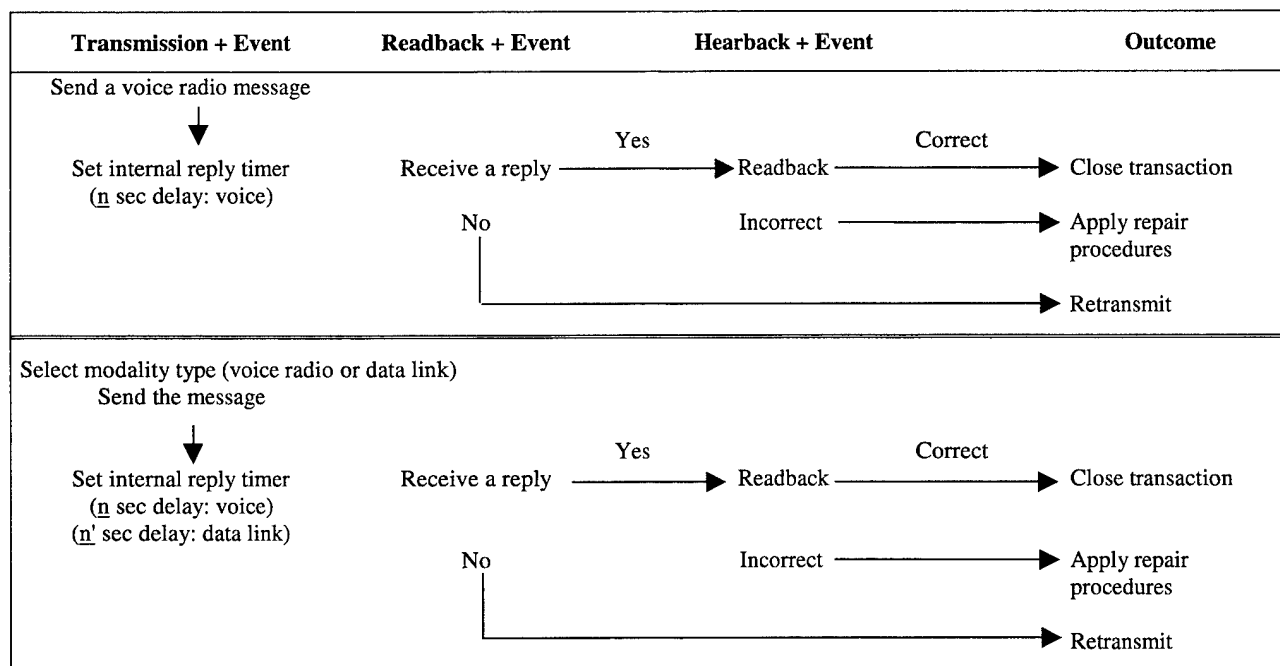 Transmission + Event Readback + Event Hearback + Event Outcome
Send a voice radio message
Yes Correct
Set internal reply timer Receive a reply Readback Close transaction
(n sec delay: voice)
No Incorrect Apply repair
procedures
Retransmit
Select modality type (voice radio or data link)
Send the message
Yes Correct
Set internal reply timer Receive a reply Readback Close transaction
(n sec delay: voice)
(n' sec delay: data link)
No Incorrect Apply repair
procedures
Retransmit